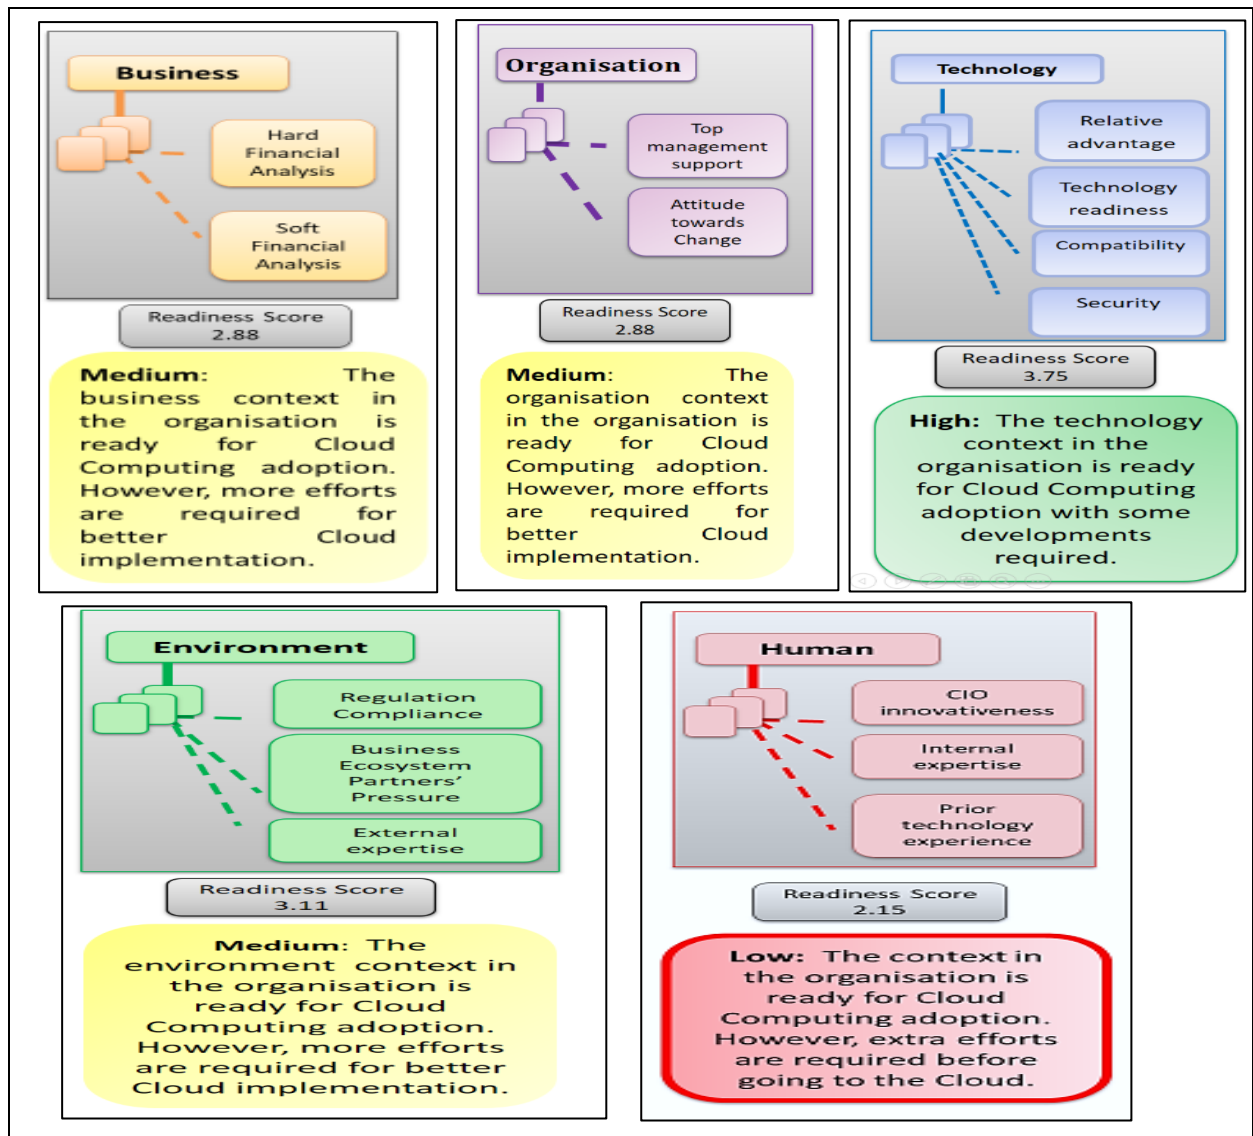 Business
Hard
Financial
Analysis
Soft
Financial
Analysis
Readiness Score
2.88
Medium: The
business context in
the organisation is
ready for Cloud
Computing adoption.
However, more efforts
are required for
better Cloud
implementation.
Organisation
Top
management
support
Attitude
towards
Change
Readiness Score
2.88
Medium: The
organisation context
in the organisation is
ready for Cloud
Computing adoption.
However, more efforts
are required for
better Cloud
implementation.
Technology
Relative
advantage
Technology
readiness
Compatibility
Security
Readiness Score
3.75
High: The technology
context in the
organisation is ready
for Cloud Computing
adoption with some
developments
required.
Environment
Regulation
Compliance
Business
Ecosystem
Partners’
Pressure
External
expertise
Readiness Score
3.11
Medium: The
environment context in
the organisation is
ready for Cloud
Computing adoption.
However, more efforts
are required for better
Cloud implementation.
Human
CIO
innovativeness
Internal
expertise
Prior
technology
experience
Readiness Score
2.15
Low: The context in
the organisation is
ready for Cloud
Computing adoption.
However, extra efforts
are required before
going to the Cloud.